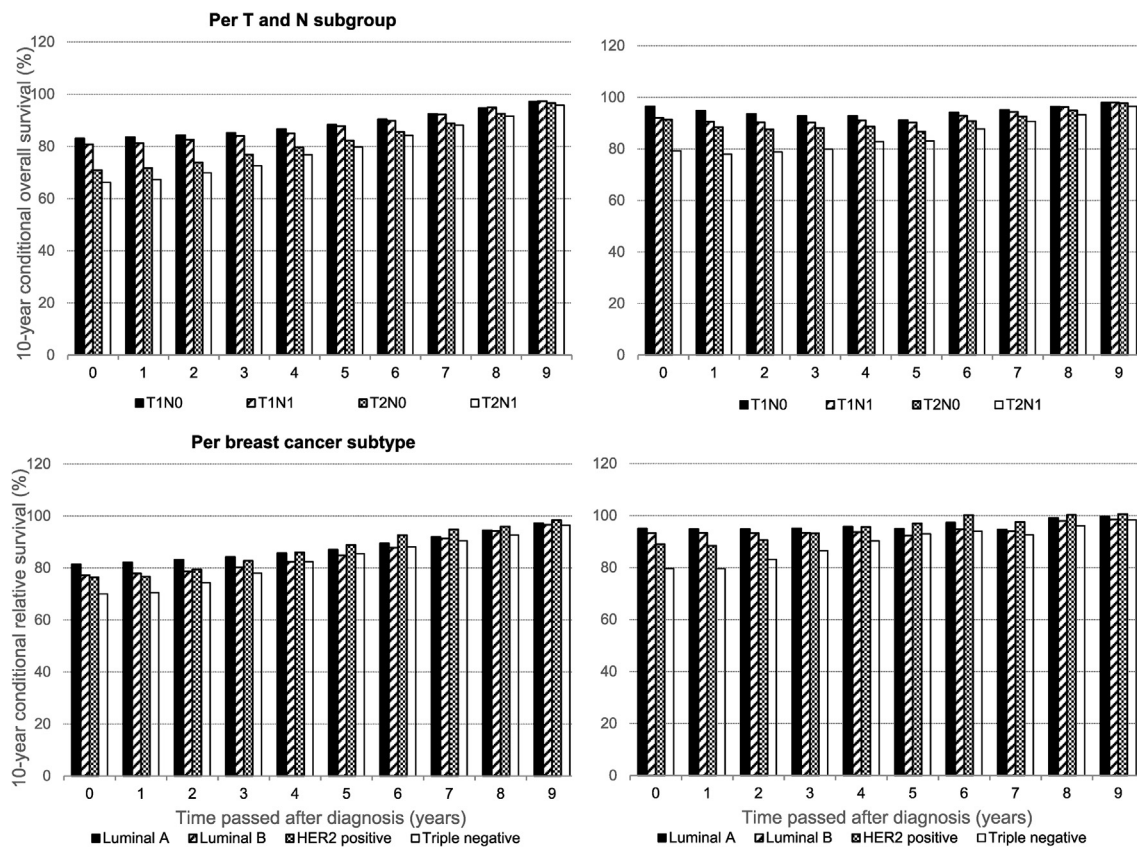 Per T and N subgroup
10-year conditional overall survival (%)
120
100
80
60
40
20
0
0 1 2 3 4 5 6 7 8 9
T1N0 T1N1 T2N0 T2N1
120
100
80
60
40
20
0
0 1 2 3 4 5 6 7 8 9
T1N0 T1N1 T2N0 T2N1
Per breast cancer subtype
10-year conditional relative survival (%)
120
100
80
60
40
20
0
0 1 2 3 4 5 6 7 8 9
Time passed after diagnosis (years)
Luminal A Luminal B HER2 positive Triple negative
120
100
80
60
40
20
0
0 1 2 3 4 5 6 7 8 9
Time passed after diagnosis (years)
Luminal A Luminal B HER2 positive Triple negative